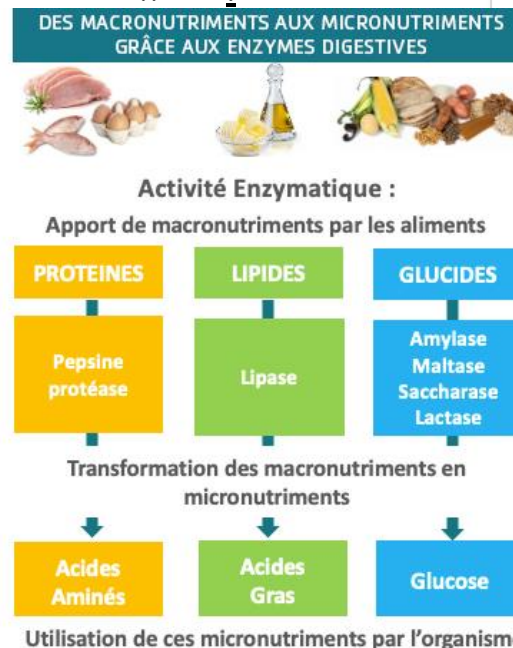 DES MACRONUTRIMENTS AUX MICRONUTRIMENTS
GRÂCE AUX ENZYMES DIGESTIVES
Activité Enzymatique :
Apport de macronutriments par les aliments
PROTEINES
LIPIDES
GLUCIDES
Pepsine
protéase
Lipase
Amylase
Maltase
Saccharase
Lactase
Transformation des macronutriments en
micronutriments
Acides
Aminés
Acides
Gras
Glucose
Utilisation de ces micronutriments par l'organisme